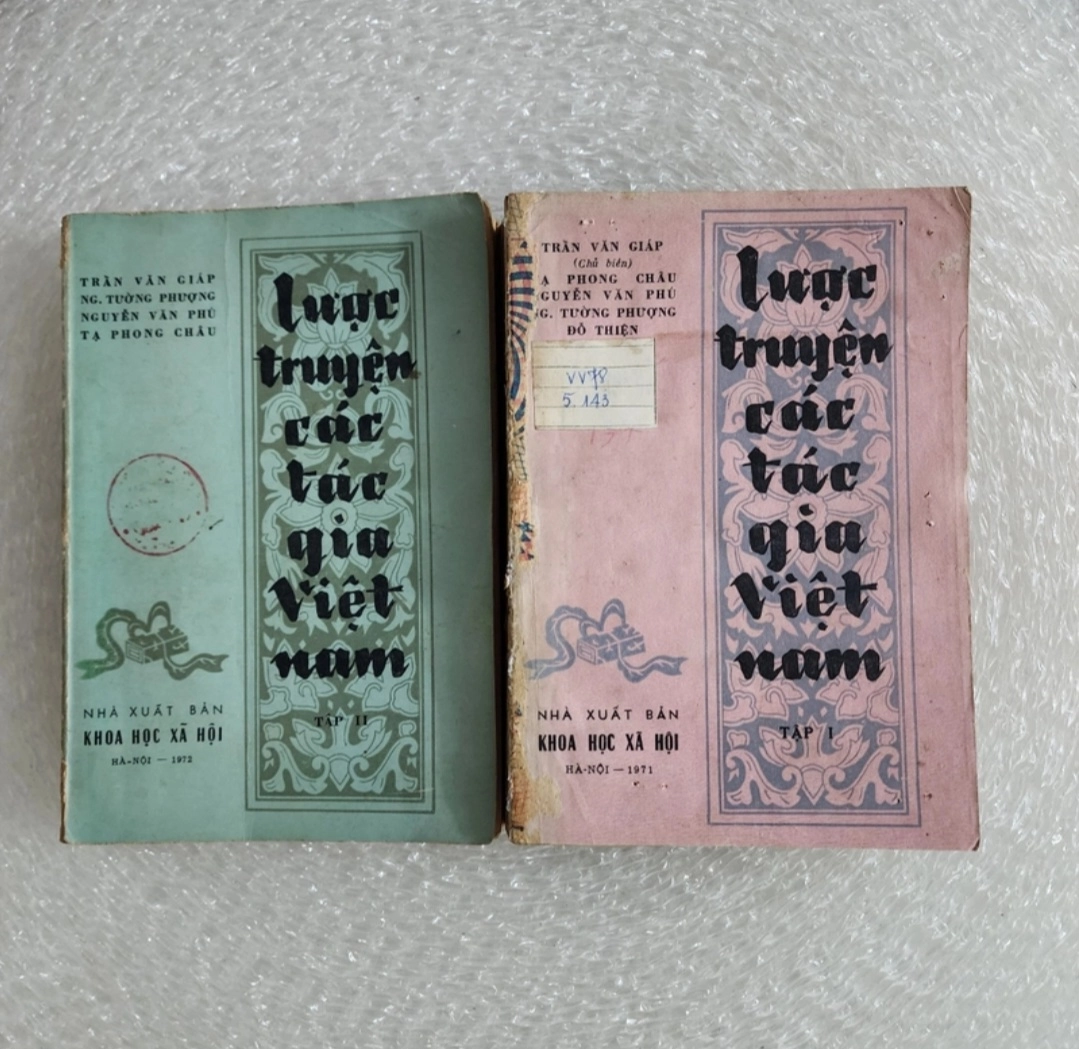 TRẦN VĂN GIÁP
NG. TƯỜNG PHƯỢNG
NGUYỄN VĂN PHÚ
TẠ PHONG CHÂU
lược
truyện
các
tác
gia
Việt
nam
TẬP II
NHÀ XUẤT BẢN
KHOA HỌC XÃ HỘI
HÀ-NỘI — 1972
TRẦN VĂN GIÁP
(Chủ biên)
Ạ PHONG CHÂU
GUYỄN VĂN PHÚ
G. TƯỜNG PHƯỢNG
ĐỖ THIỆN
VV78
5.143
lược
truyện
các
tác
gia
Việt
nam
TẬP I
NHÀ XUẤT BẢN
KHOA HỌC XÃ HỘI
HÀ-NỘI — 1971